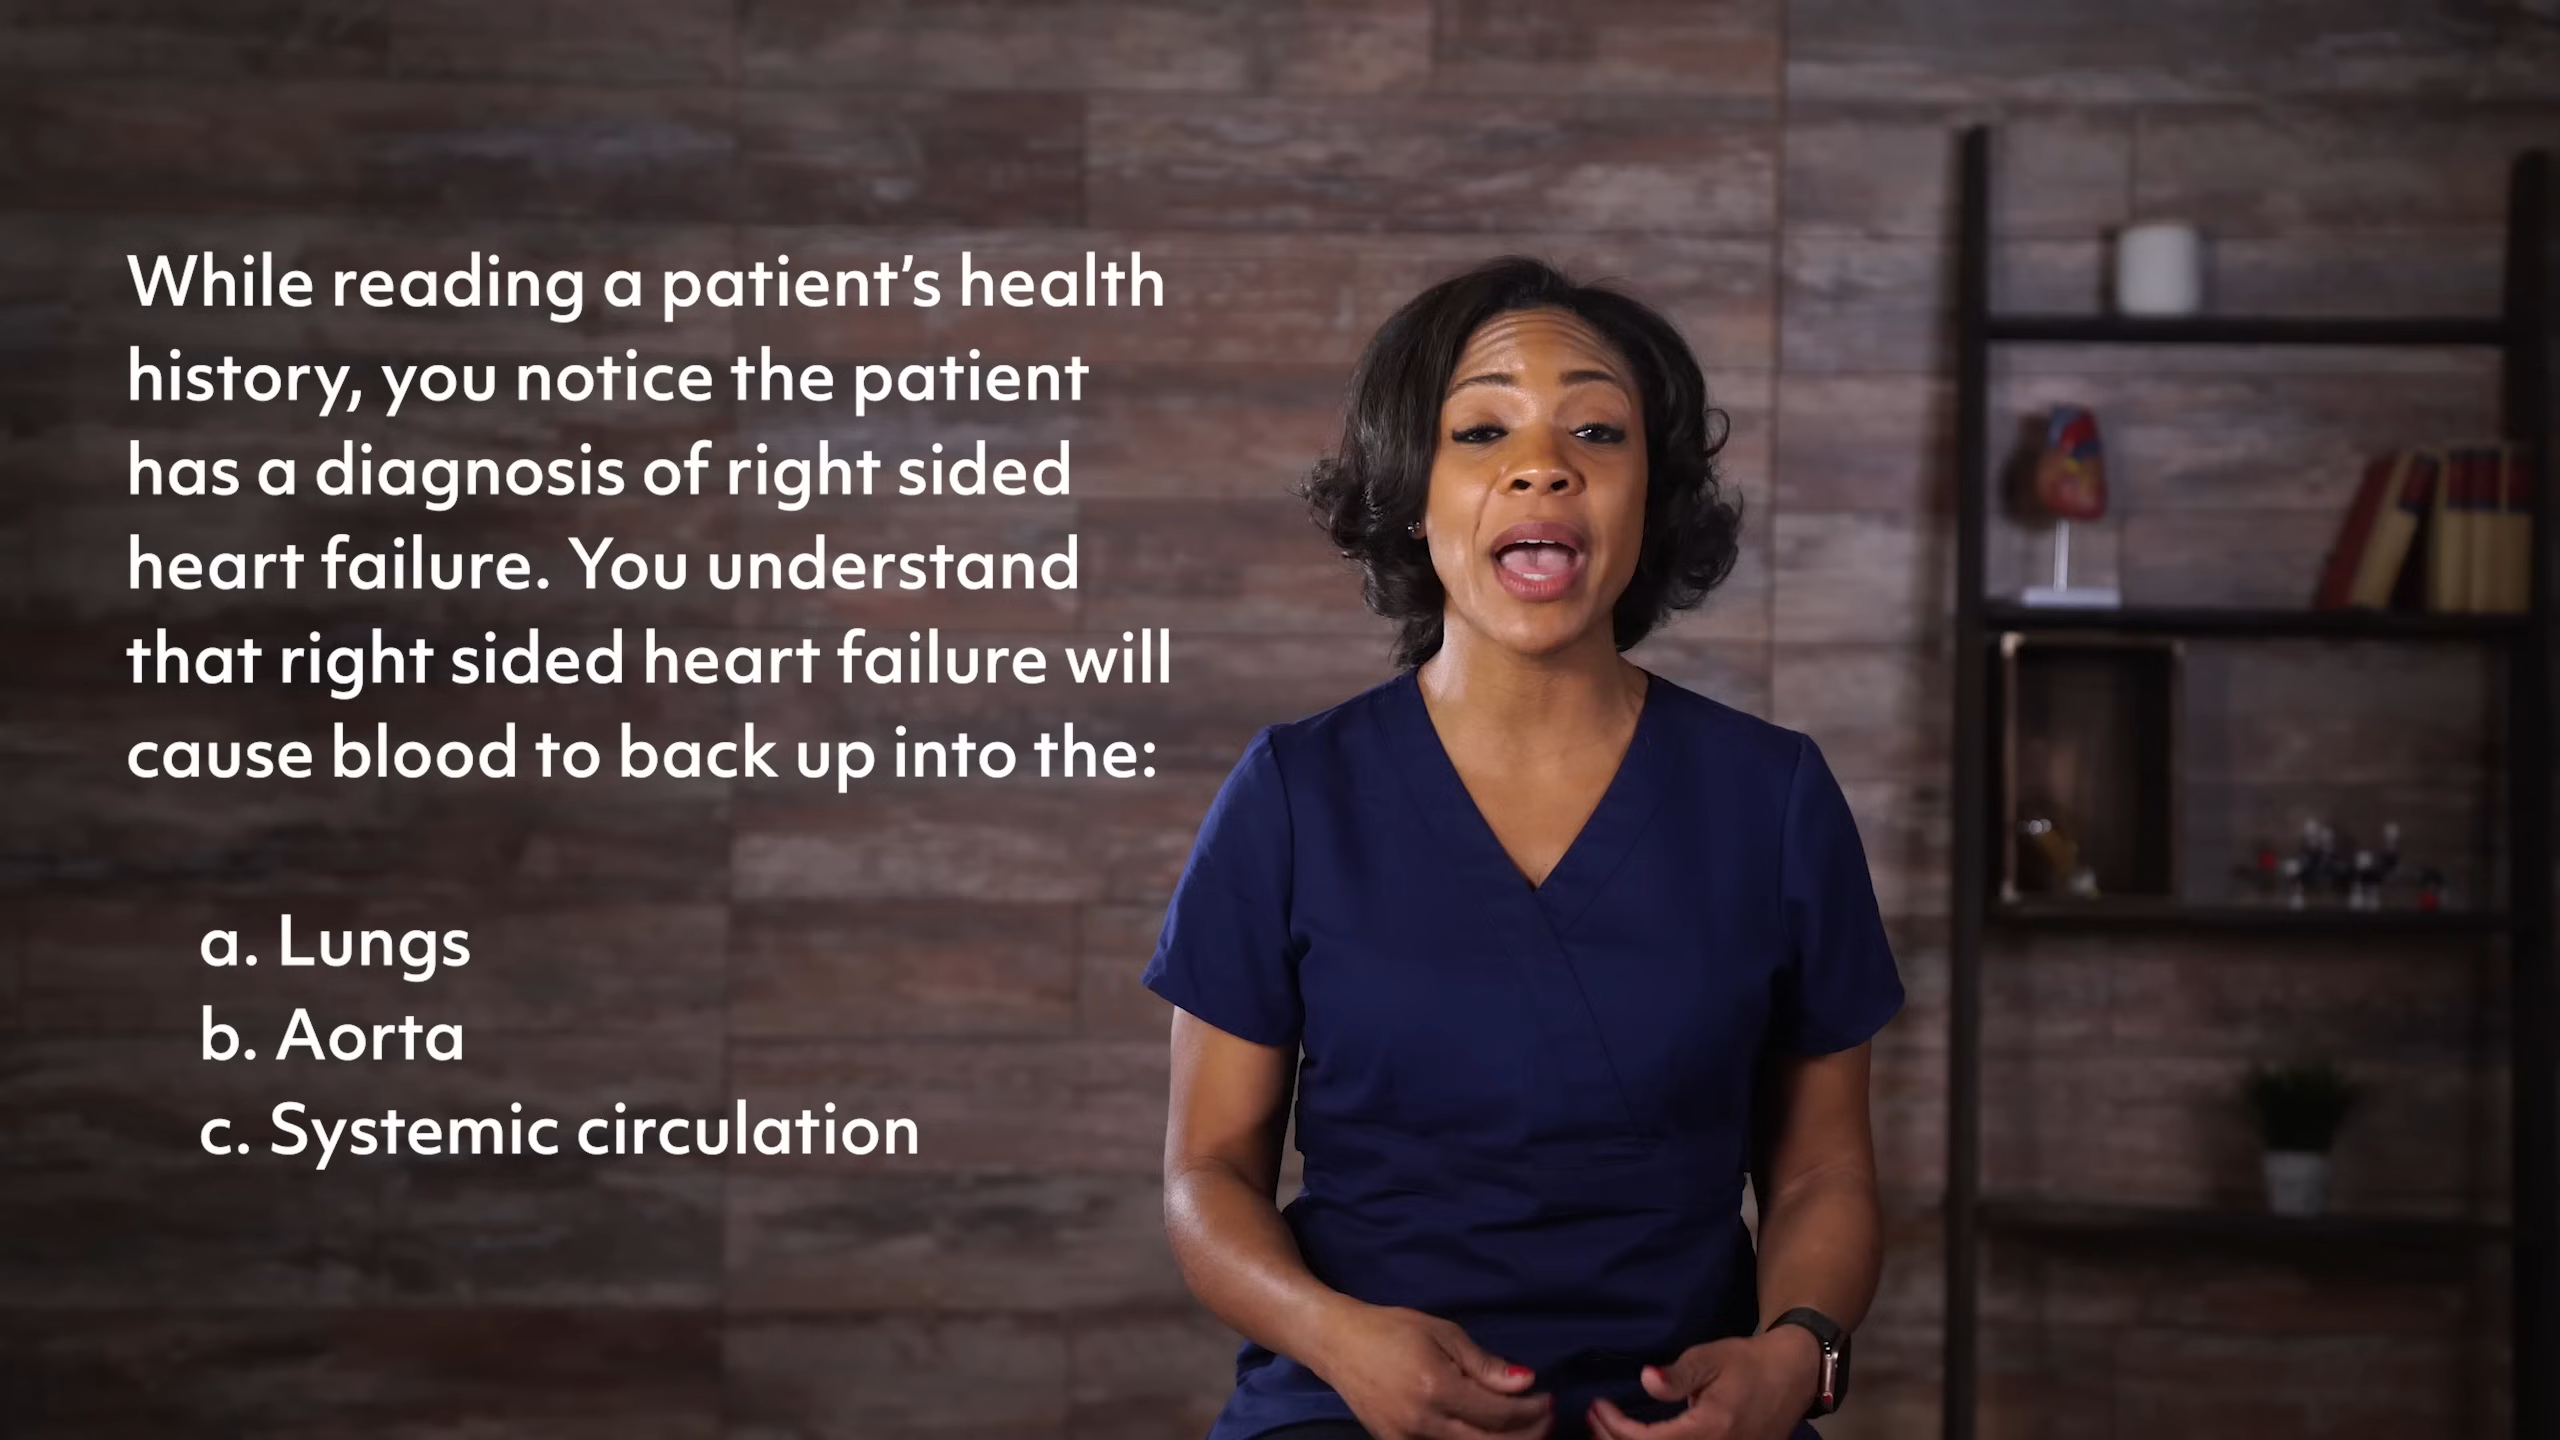 While reading a patient’s health
history, you notice the patient
has a diagnosis of right sided
heart failure. You understand
that right sided heart failure will
cause blood to back up into the:
a. Lungs
b. Aorta
c. Systemic circulation